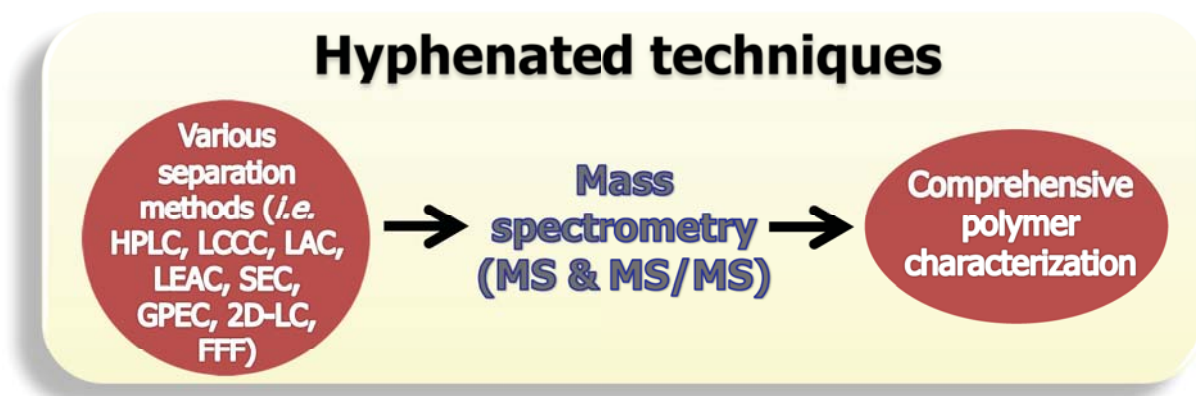 Hyphenated techniques
Various
separation
methods (i.e.
HPLC, LCCC, LAC,
LEAC, SEC,
GPEC, 2D-LC,
FFF)
Mass
spectrometry
(MS & MS/MS)
Comprehensive
polymer
characterization